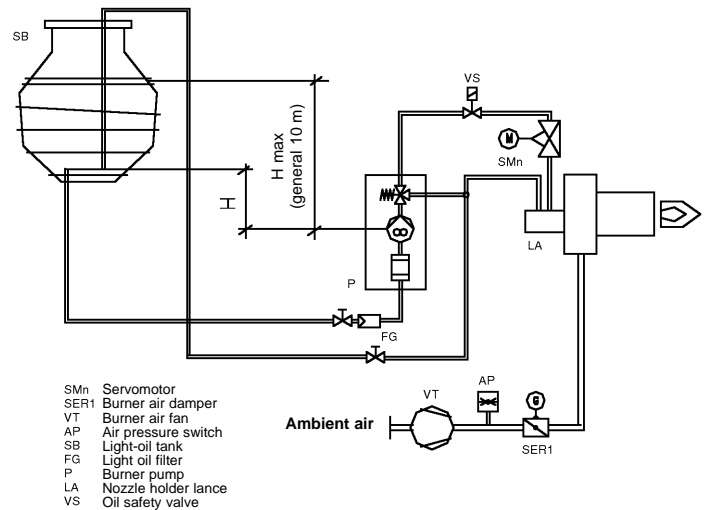 SB
VS
H max
(general 10 m)
M
SMn
H
LA
P
FG
SMn Servomotor
SER1 Burner air damper
VT Burner air fan
AP Air pressure switch
SB Light-oil tank
FG Light oil filter
P Burner pump
LA Nozzle holder lance
VS Oil safety valve
Ambient air
VT
AP
G
SER1